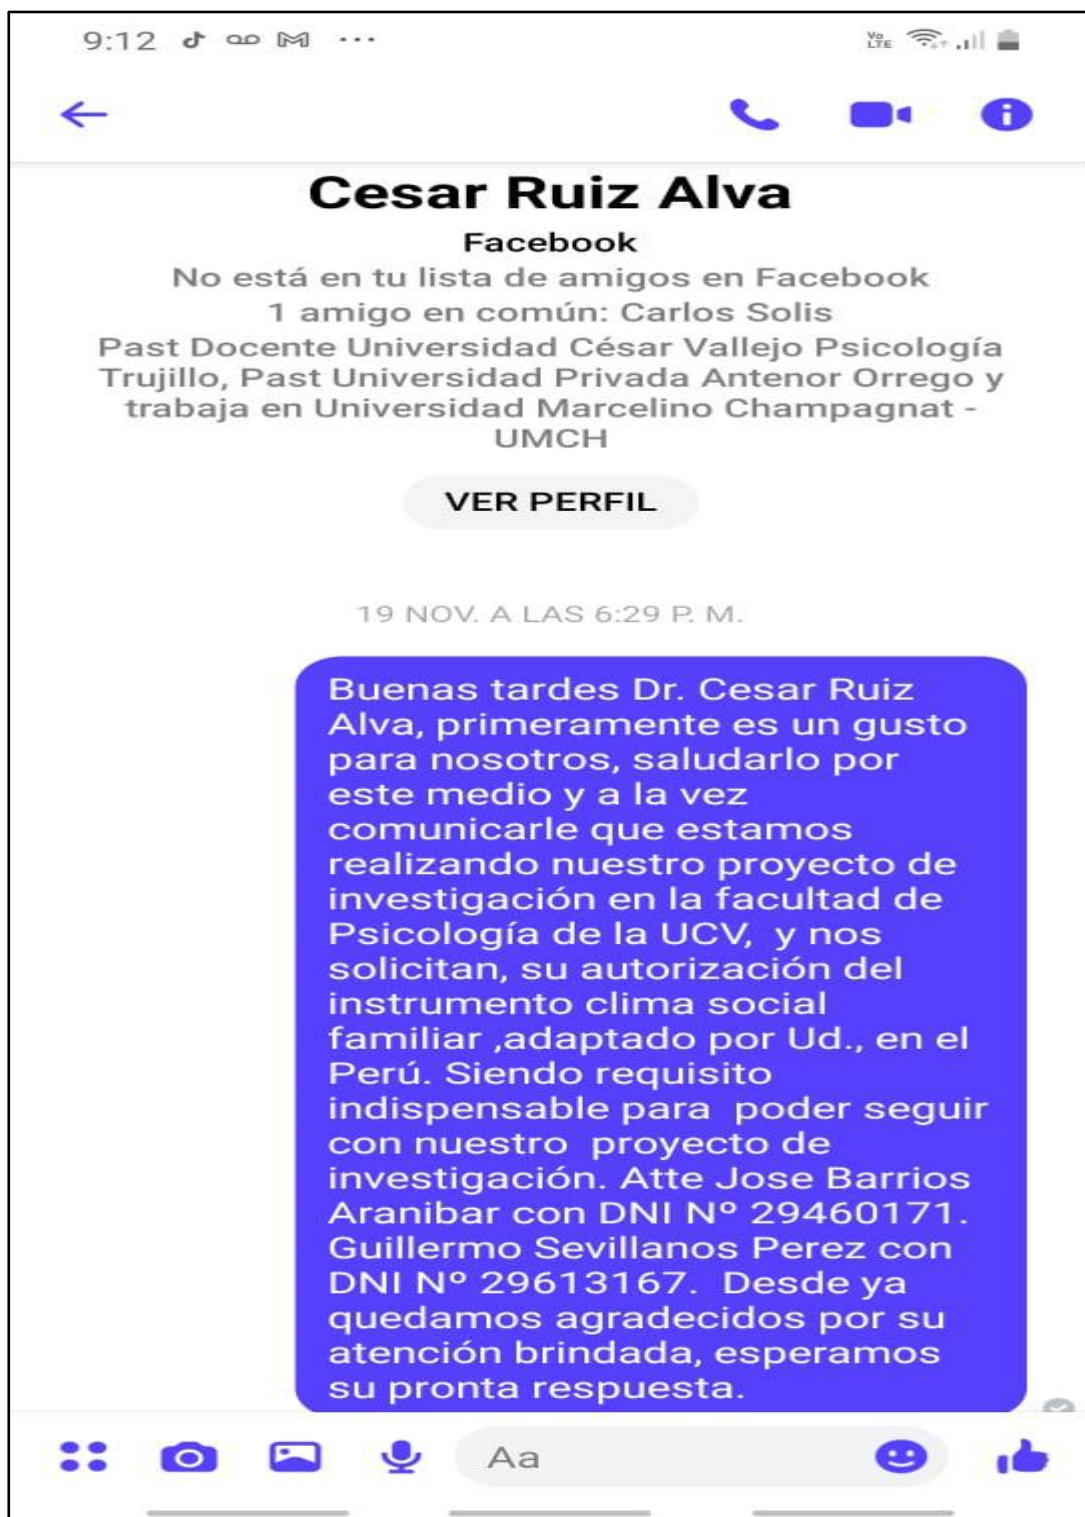 9:12
Vo
LTE
Cesar Ruiz Alva
Facebook
No está en tu lista de amigos en Facebook
1 amigo en común: Carlos Solis
Past Docente Universidad César Vallejo Psicología
Trujillo, Past Universidad Privada Antenor Orrego y
trabaja en Universidad Marcelino Champagnat -
UMCH
VER PERFIL
19 NOV. A LAS 6:29 P. M.
Buenas tardes Dr. Cesar Ruiz
Alva, primeramente es un gusto
para nosotros, saludarlo por
este medio y a la vez
comunicarle que estamos
realizando nuestro proyecto de
investigación en la facultad de
Psicología de la UCV,  y nos
solicitan, su autorización del
instrumento clima social
familiar ,adaptado por Ud., en el
Perú. Siendo requisito
indispensable para  poder seguir
con nuestro  proyecto de
investigación. Atte Jose Barrios
Aranibar con DNI Nº 29460171.
Guillermo Sevillanos Perez con
DNI Nº 29613167.  Desde ya
quedamos agradecidos por su
atención brindada, esperamos
su pronta respuesta.
Aa